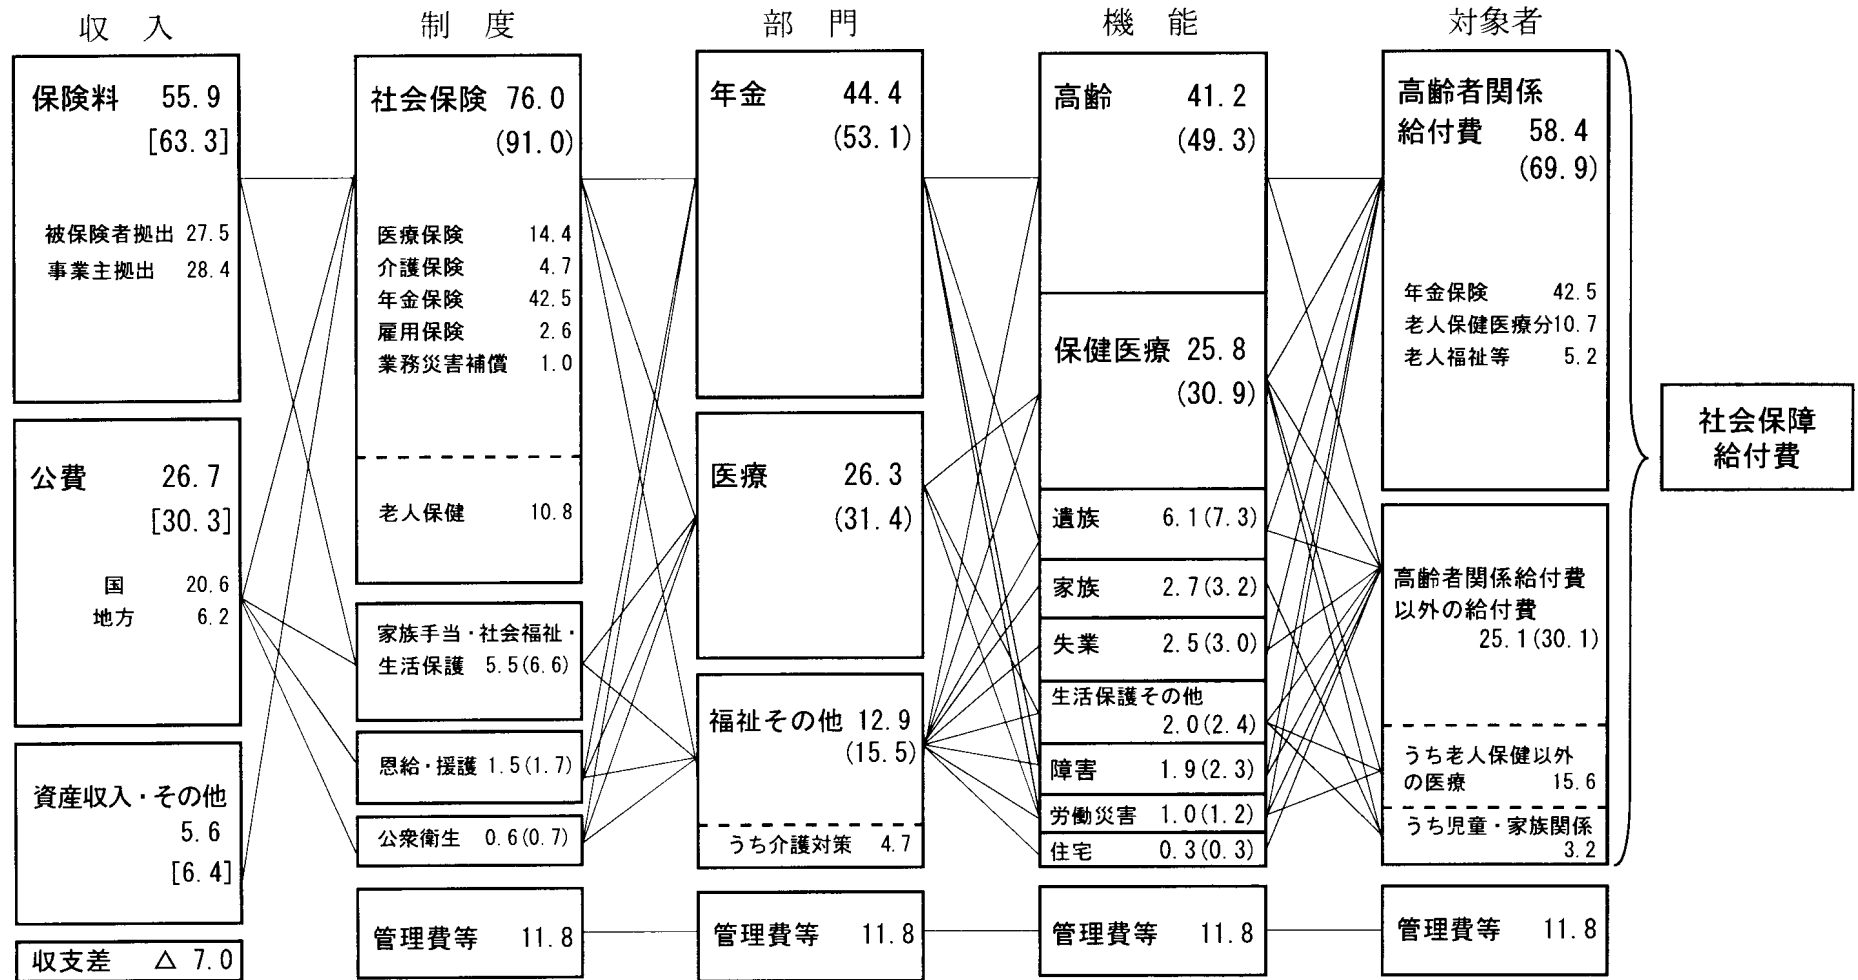 収 入
制 度
部 門
機 能
対象者
保険料 55.9
[63.3]
被保険者拠出 27.5
事業主拠出 28.4
公費 26.7
[30.3]
国 20.6
地方 6.2
資産収入・その他
5.6
[6.4]
収支差 △ 7.0
社会保険 76.0
(91.0)
医療保険 14.4
介護保険 4.7
年金保険 42.5
雇用保険 2.6
業務災害補償 1.0
老人保健 10.8
家族手当・社会福祉・
生活保護 5.5(6.6)
恩給・援護 1.5(1.7)
公衆衛生 0.6(0.7)
管理費等 11.8
年金 44.4
(53.1)
医療 26.3
(31.4)
福祉その他 12.9
(15.5)
うち介護対策 4.7
管理費等 11.8
高齢 41.2
(49.3)
保健医療 25.8
(30.9)
遺族 6.1(7.3)
家族 2.7(3.2)
失業 2.5(3.0)
生活保護その他
2.0(2.4)
障害 1.9(2.3)
労働災害 1.0(1.2)
住宅 0.3(0.3)
管理費等 11.8
高齢者関係
給付費 58.4
(69.9)
年金保険 42.5
老人保健医療分10.7
老人福祉等 5.2
高齢者関係給付費
以外の給付費
25.1(30.1)
うち老人保健以外
の医療 15.6
うち児童・家族関係
3.2
管理費等 11.8
社会保障
給付費